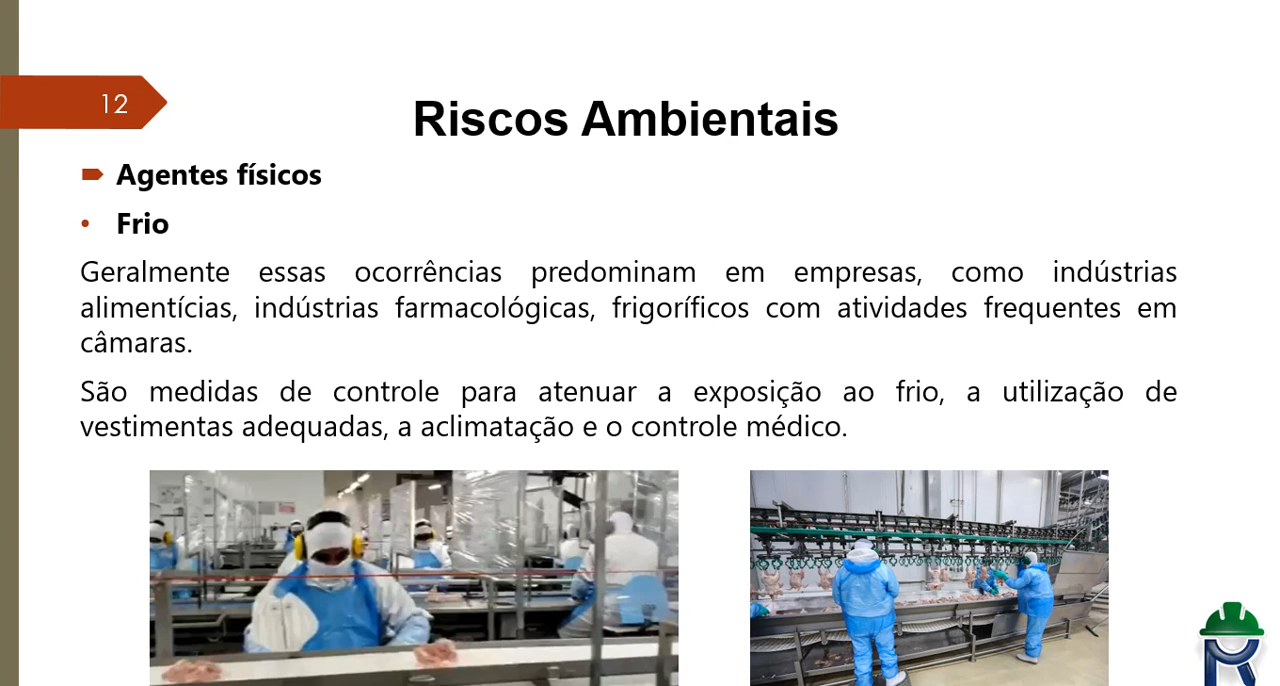 12
Riscos Ambientais
Agentes físicos
• Frio
Geralmente essas ocorrências predominam em empresas, como indústrias
alimentícias, indústrias farmacológicas, frigoríficos com atividades frequentes em
câmaras.
São medidas de controle para atenuar a exposição ao frio, a utilização de
vestimentas adequadas, a aclimatação e o controle médico.
R